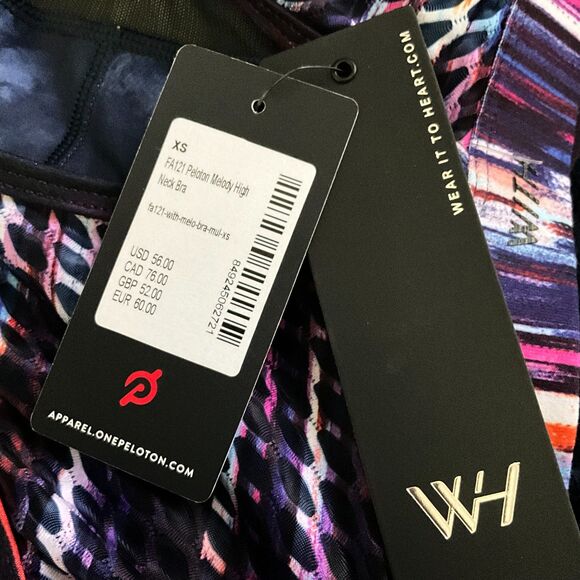 XS
FA121 Peloton Melody High
Neck Bra
fa121-with-melo-bra-mul-xs
USD 56.00
CAD 76.00
GBP 52.00
EUR 60.00
849245062721
APPAREL.ONEPELOTON.COM
WEAR IT TO HEART.COM
WH
WITH